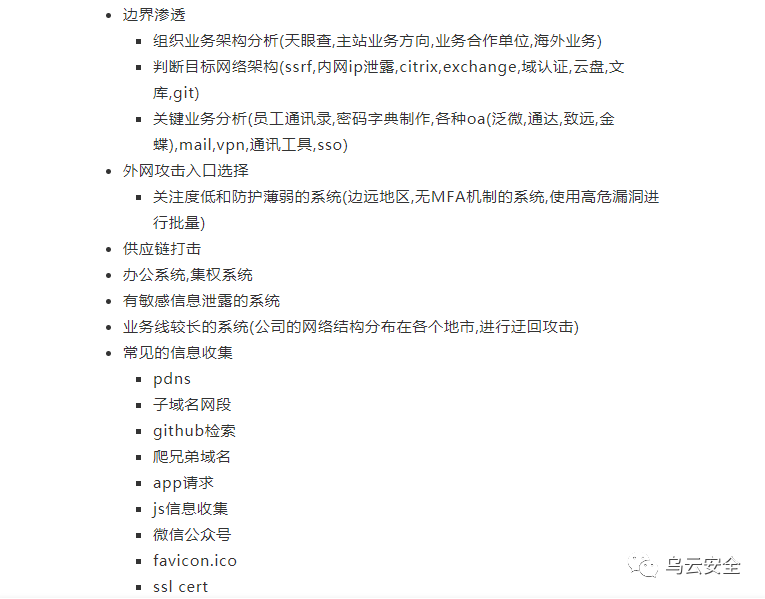 边界渗透
组织业务架构分析(天眼查,主站业务方向,业务合作单位,海外业务)
判断目标网络架构(ssrf,内网ip泄露,citrix,exchange,域认证,云盘,文
库,git)
关键业务分析(员工通讯录,密码字典制作,各种oa(泛微,通达,致远,金
蝶),mail,vpn,通讯工具,sso)
外网攻击入口选择
关注度低和防护薄弱的系统(边远地区,无MFA机制的系统,使用高危漏洞进
行批量)
供应链打击
办公系统,集权系统
有敏感信息泄露的系统
业务线较长的系统(公司的网络结构分布在各个地市,进行迂回攻击)
常见的信息收集
pdns
子域名网段
github检索
爬兄弟域名
app请求
js信息收集
微信公众号
favicon.ico
ssl cert
乌云安全